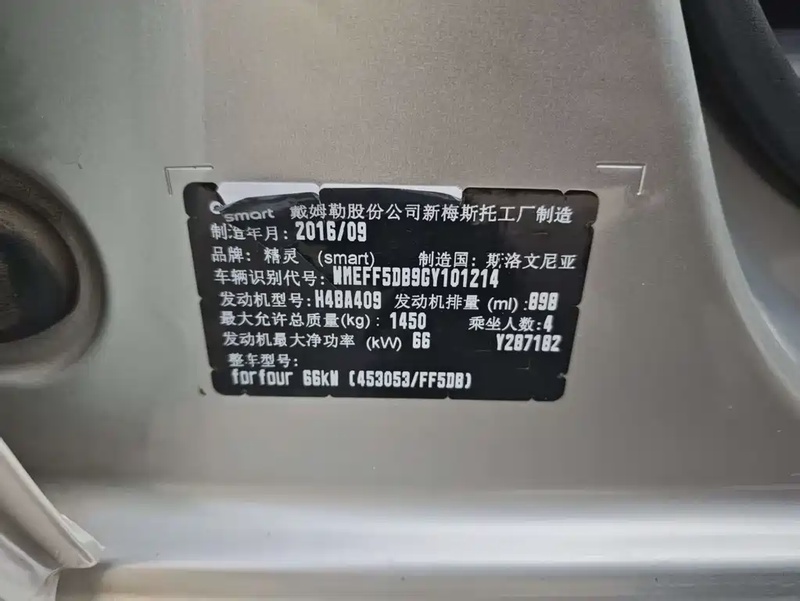 smart 戴姆勒股份公司新梅斯托工厂制造
制造年月: 2016/09
品牌: 精灵 (smart) 制造国: 斯洛文尼亚
车辆识别代号: WMEFF5DB9GY101214
发动机型号: H4BA409 发动机排量 (ml): 898
最大允许总质量(kg): 1450 乘坐人数: 4
发动机最大净功率 (kW) 66 Y287182
整车型号:
forfour 66kW (453053/FF5DB)